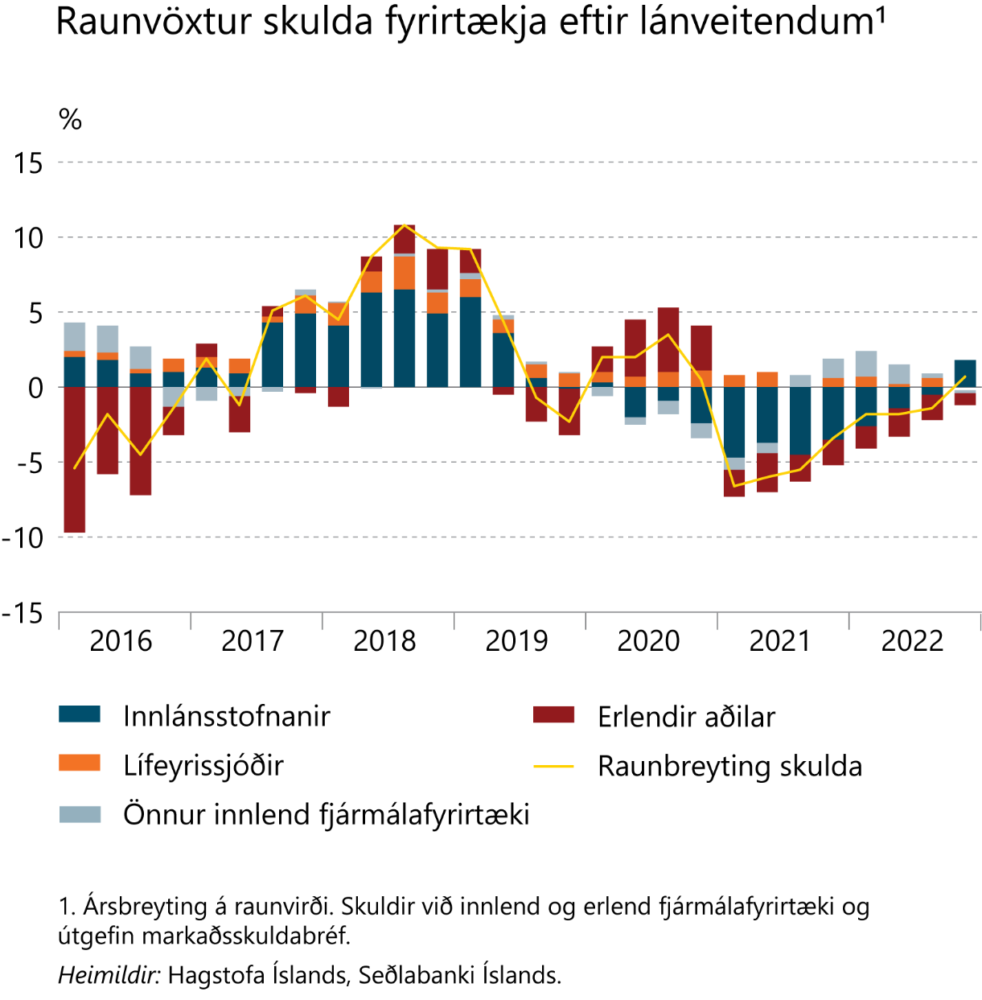 Raunvöxtur skulda fyrirtækja eftir lánveitendum¹
%
15
10
5
0
-5
-10
-15
2016 2017 2018 2019 2020 2021 2022
Innlánsstofnanir
Lífeyrissjóðir
Önnur innlend fjármálafyrirtæki
Erlendir aðilar
Raunbreyting skulda
1. Ársbreyting á raunvirði. Skuldir við innlend og erlend fjármálafyrirtæki og
útgefin markaðsskuldabréf.
Heimildir: Hagstofa Íslands, Seðlabanki Íslands.